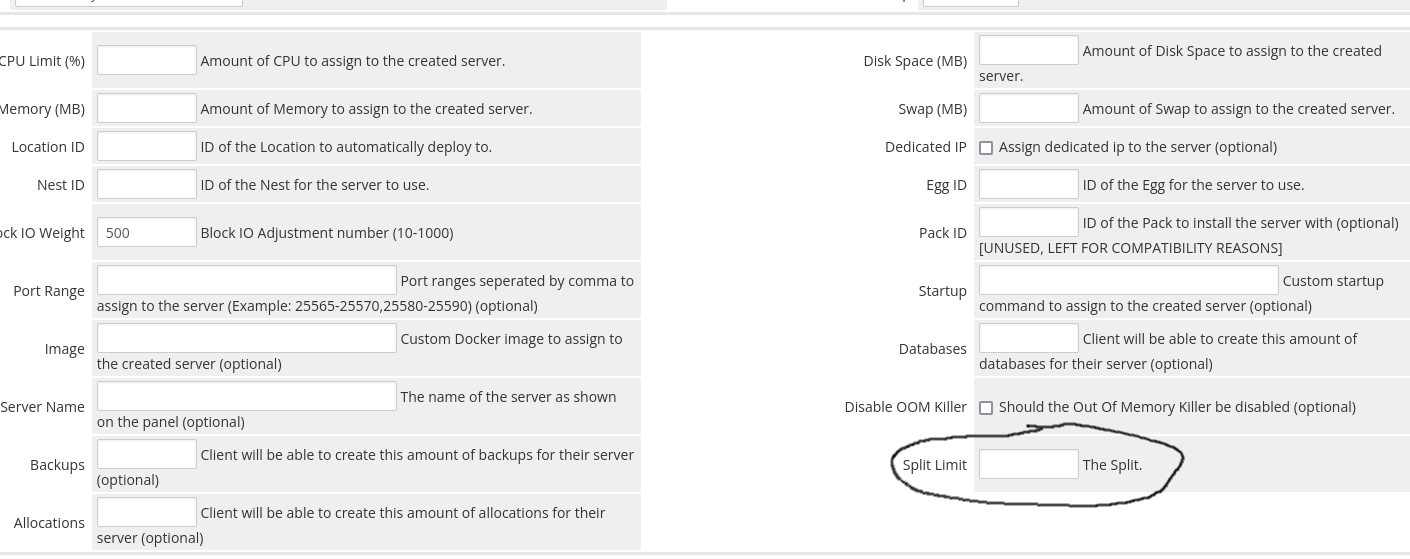 CPU Limit (%) Amount of CPU to assign to the created server.
Disk Space (MB) Amount of Disk Space to assign to the created
server.
Memory (MB) Amount of Memory to assign to the created server.
Swap (MB) Amount of Swap to assign to the created server.
Location ID ID of the Location to automatically deploy to.
Dedicated IP Assign dedicated ip to the server (optional)
Nest ID ID of the Nest for the server to use.
Egg ID ID of the Egg for the server to use.
ock IO Weight 500 Block IO Adjustment number (10-1000)
Pack ID ID of the Pack to install the server with (optional)
[UNUSED, LEFT FOR COMPATIBILITY REASONS]
Port Range Port ranges seperated by comma to
assign to the server (Example: 25565-25570,25580-25590) (optional)
Startup Custom startup
command to assign to the created server (optional)
Image Custom Docker image to assign to
the created server (optional)
Databases Client will be able to create this amount of
databases for their server (optional)
Server Name The name of the server as shown
on the panel (optional)
Disable OOM Killer Should the Out Of Memory Killer be disabled (optional)
Backups Client will be able to create this amount of backups for their server
(optional)
Split Limit The Split.
Allocations Client will be able to create this amount of allocations for their
server (optional)